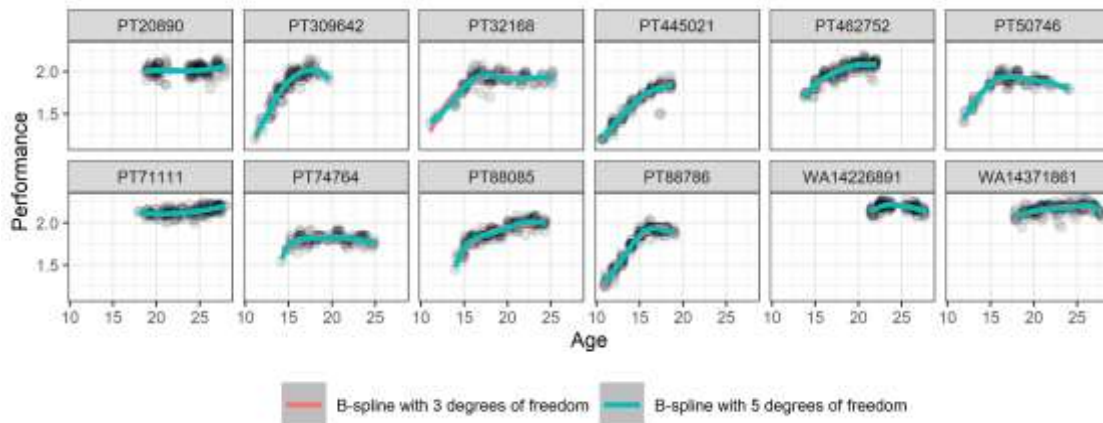 PT20890 PT309642 PT32168 PT445021 PT462752 PT50746
2.0
1.5
PT71111 PT74764 PT88085 PT88786 WA14226891 WA14371861
2.0
1.5
Performance
10 15 20 25 10 15 20 25 10 15 20 25 10 15 20 25 10 15 20 25 10 15 20 25
Age
B-spline with 3 degrees of freedom B-spline with 5 degrees of freedom